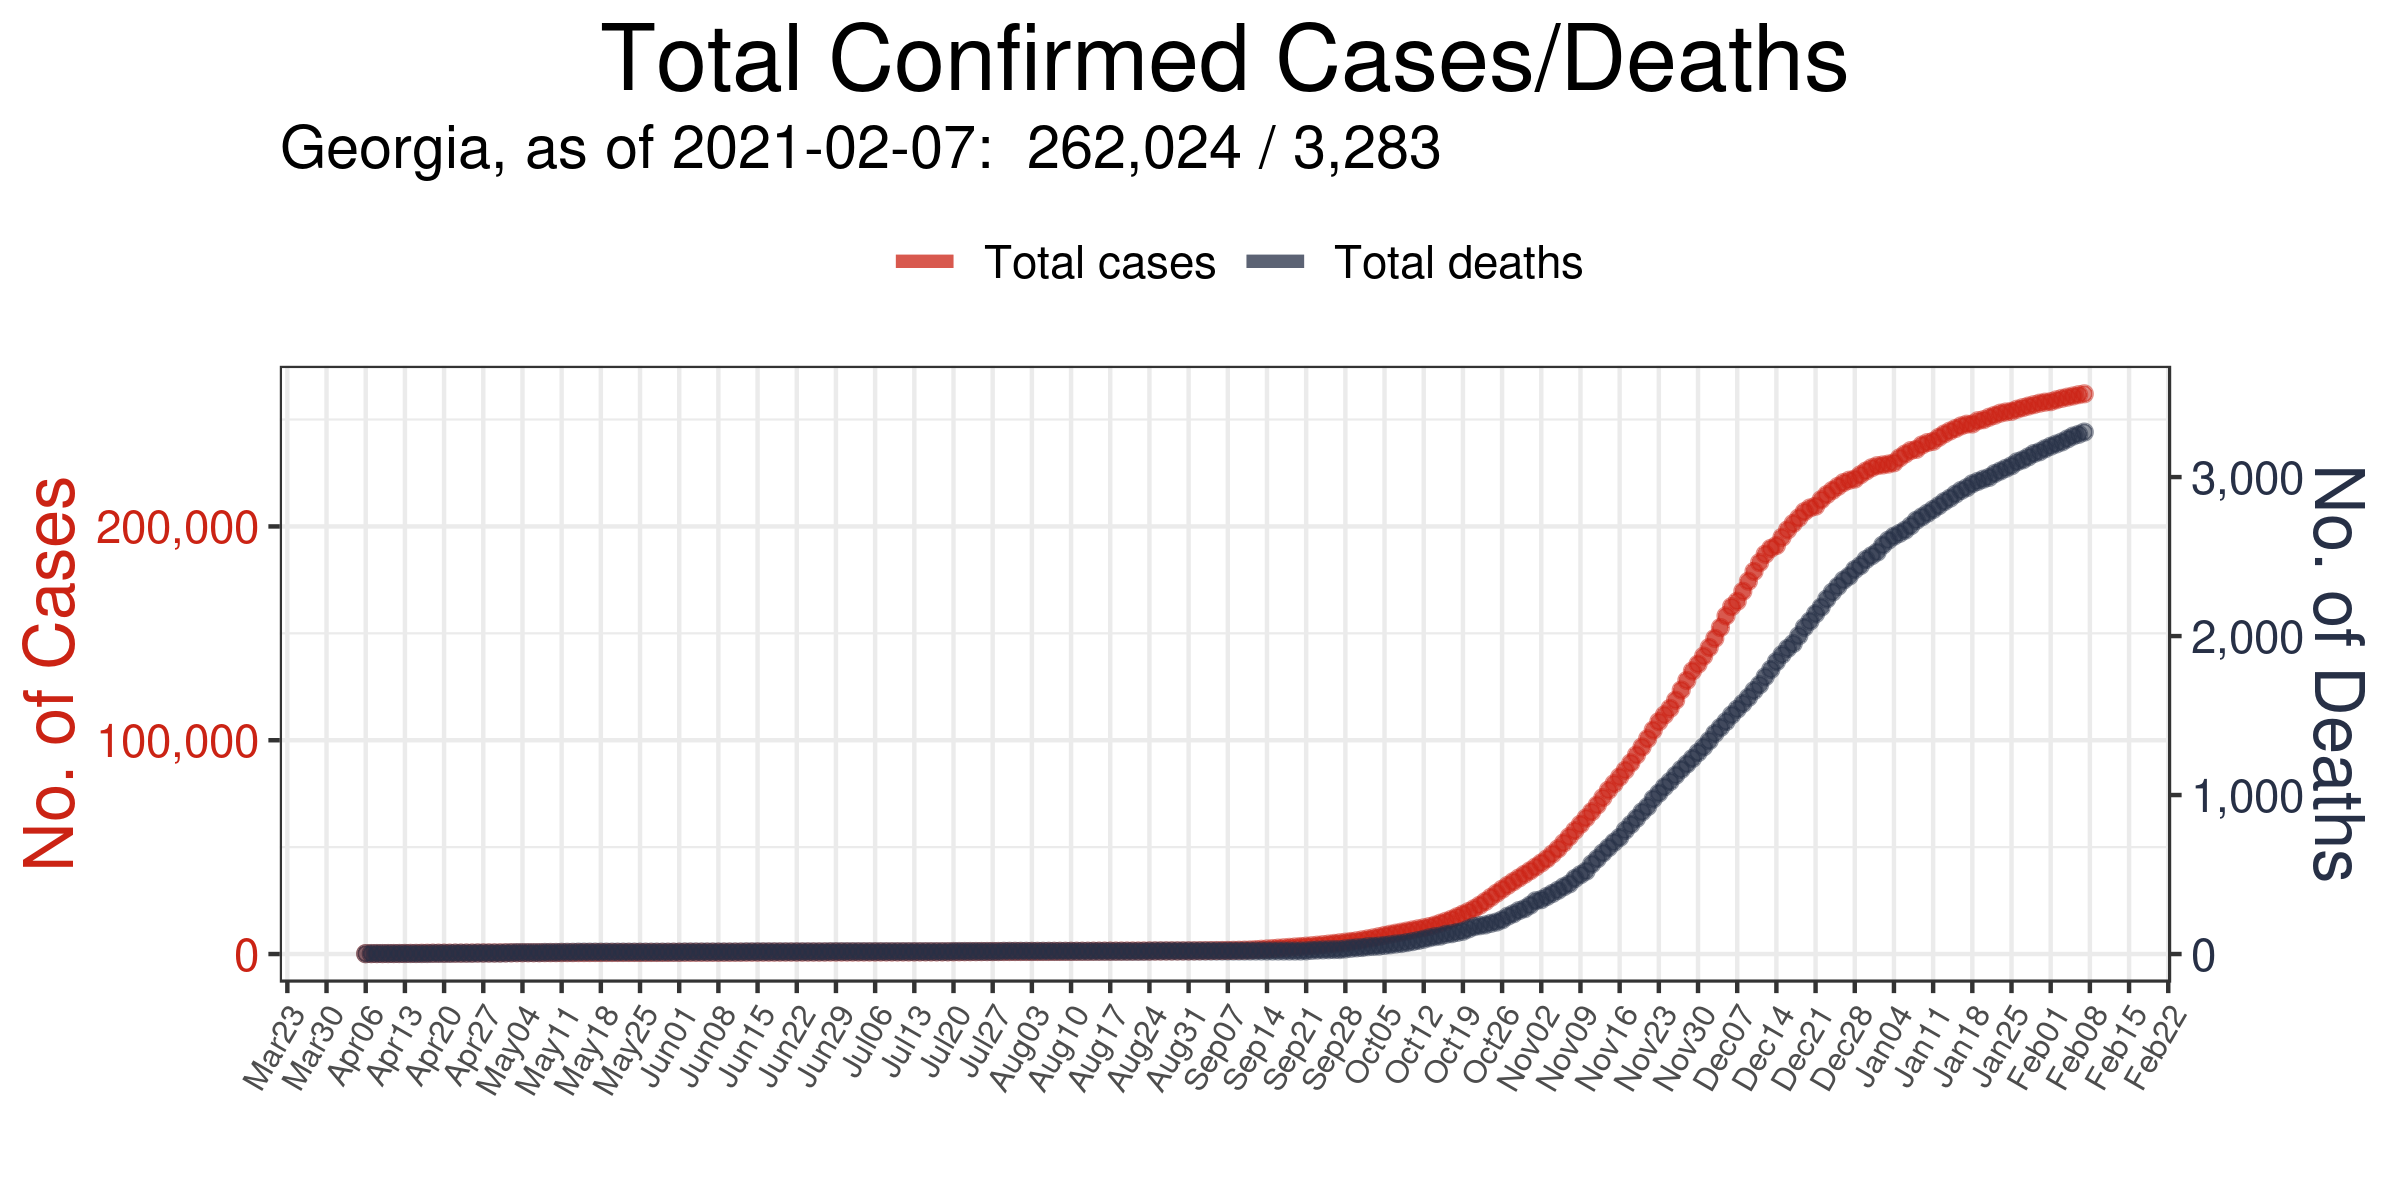 Total Confirmed Cases/Deaths
Georgia, as of 2021-02-07:  262,024 / 3,283
Total cases
Total deaths
No. of Cases
200,000
100,000
0
3,000
2,000
1,000
0
No. of Deaths
Mar23
Mar30
Apr06
Apr13
Apr20
Apr27
May04
May11
May18
May25
Jun01
Jun08
Jun15
Jun22
Jun29
Jul06
Jul13
Jul20
Jul27
Aug03
Aug10
Aug17
Aug24
Aug31
Sep07
Sep14
Sep21
Sep28
Oct05
Oct12
Oct19
Oct26
Nov02
Nov09
Nov16
Nov23
Nov30
Dec07
Dec14
Dec21
Dec28
Jan04
Jan11
Jan18
Jan25
Feb01
Feb08
Feb15
Feb22